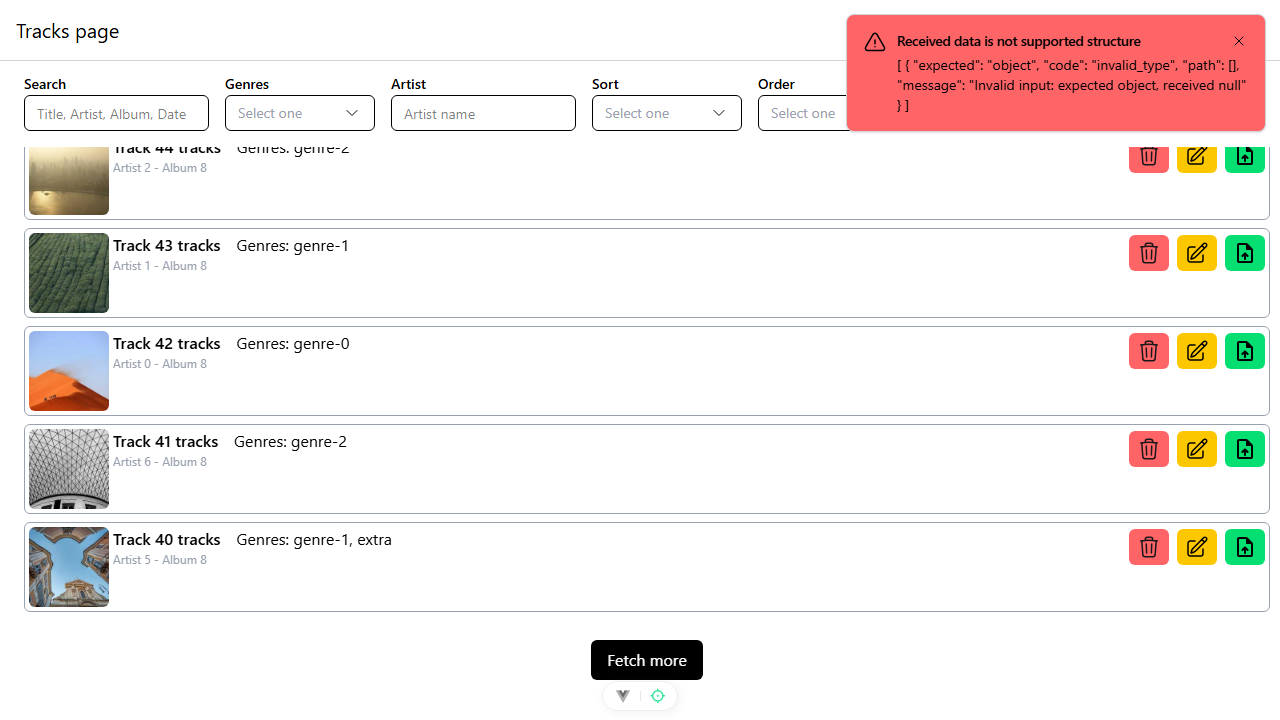 Tracks page
Received data is not supported structure
[ { "expected": "object", "code": "invalid_type", "path": [],
"message": "Invalid input: expected object, received null"
} ]
Search
Genres
Artist
Sort
Order
Title, Artist, Album, Date
Select one
Artist name
Select one
Select one
Track 44 tracks
Genres: genre-2
Artist 2 - Album 8
Track 43 tracks
Genres: genre-1
Artist 1 - Album 8
Track 42 tracks
Genres: genre-0
Artist 0 - Album 8
Track 41 tracks
Genres: genre-2
Artist 6 - Album 8
Track 40 tracks
Genres: genre-1, extra
Artist 5 - Album 8
Fetch more